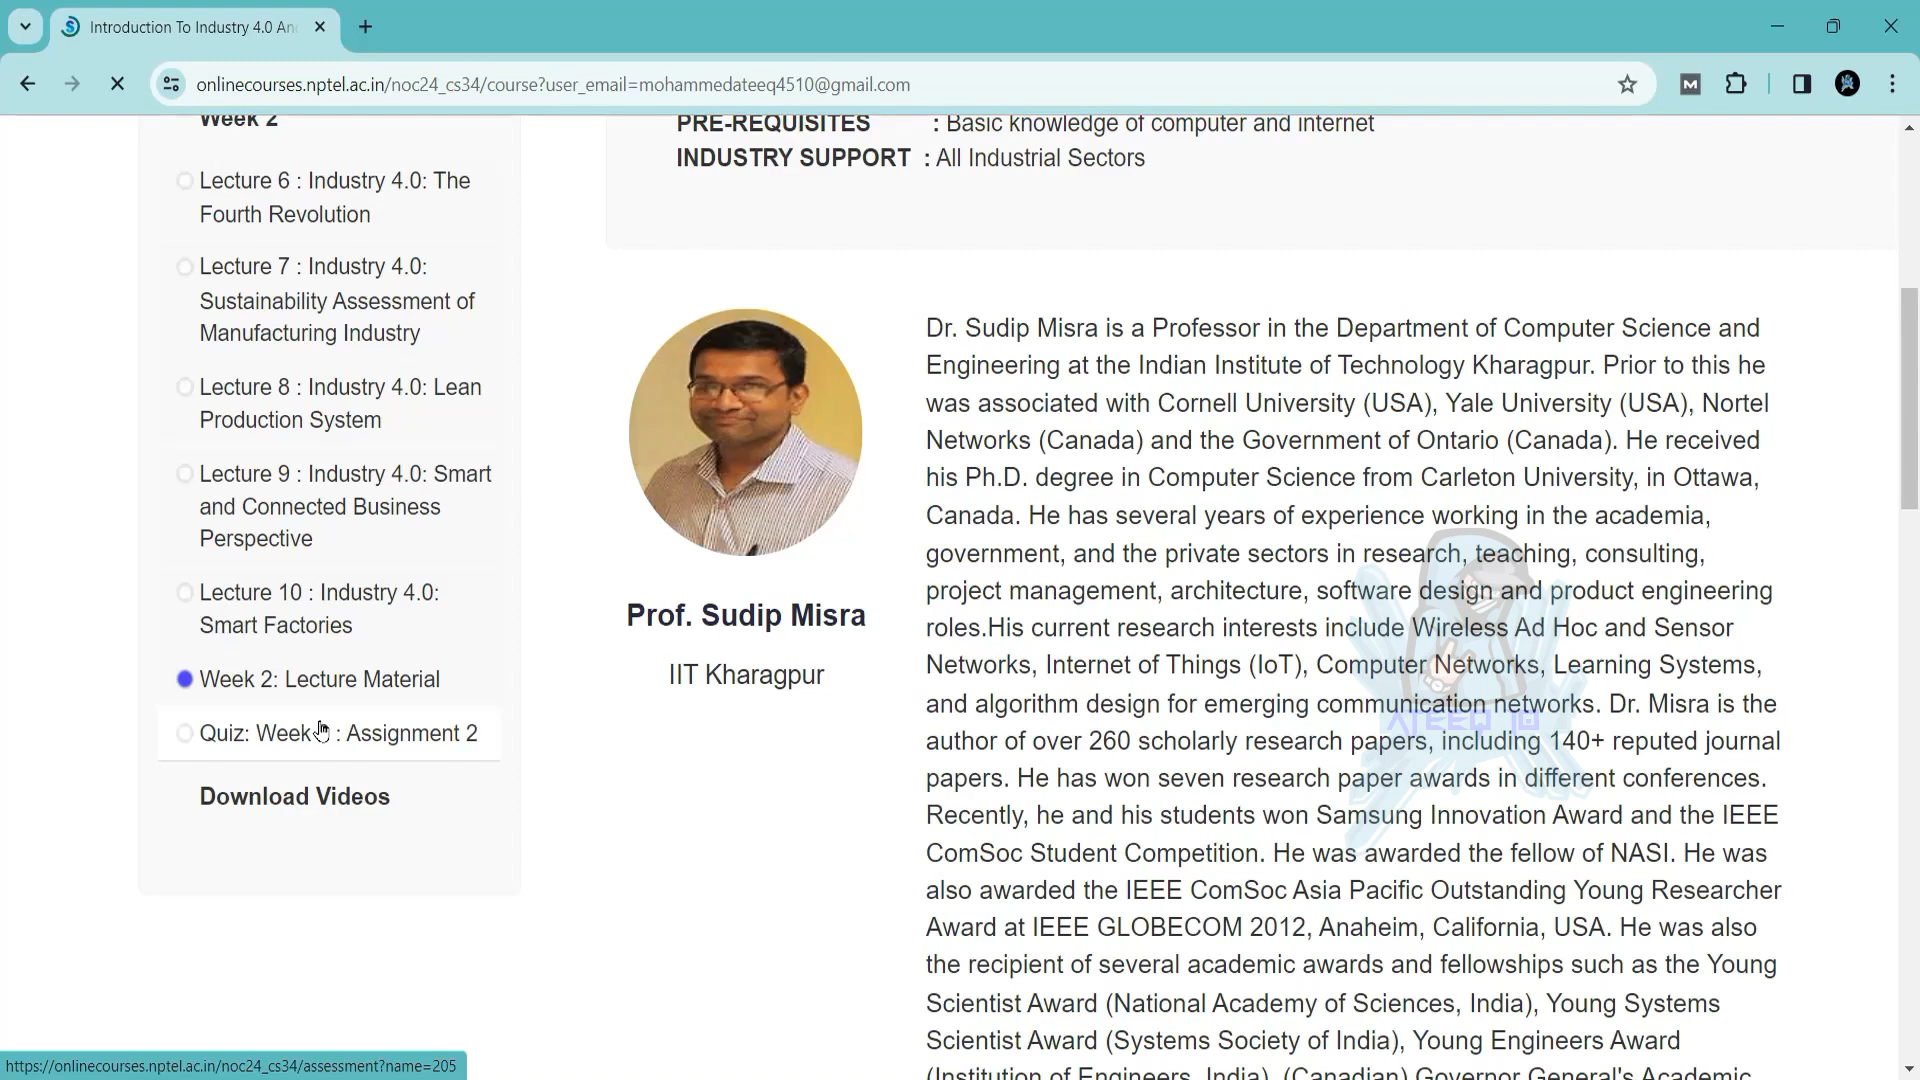 Introduction To Industry 4.0 An
onlinecourses.nptel.ac.in/noc24_cs34/course?user_email=mohammedateeq4510@gmail.com
Week 2
Lecture 6 : Industry 4.0: The
Fourth Revolution
Lecture 7 : Industry 4.0:
Sustainability Assessment of
Manufacturing Industry
Lecture 8 : Industry 4.0: Lean
Production System
Lecture 9 : Industry 4.0: Smart
and Connected Business
Perspective
Lecture 10 : Industry 4.0:
Smart Factories
Week 2: Lecture Material
Quiz: Week : Assignment 2
Download Videos
PRE-REQUISITES : Basic knowledge of computer and internet
INDUSTRY SUPPORT : All Industrial Sectors
Prof. Sudip Misra
IIT Kharagpur
Dr. Sudip Misra is a Professor in the Department of Computer Science and
Engineering at the Indian Institute of Technology Kharagpur. Prior to this he
was associated with Cornell University (USA), Yale University (USA), Nortel
Networks (Canada) and the Government of Ontario (Canada). He received
his Ph.D. degree in Computer Science from Carleton University, in Ottawa,
Canada. He has several years of experience working in the academia,
government, and the private sectors in research, teaching, consulting,
project management, architecture, software design and product engineering
roles.His current research interests include Wireless Ad Hoc and Sensor
Networks, Internet of Things (IoT), Computer Networks, Learning Systems,
and algorithm design for emerging communication networks. Dr. Misra is the
author of over 260 scholarly research papers, including 140+ reputed journal
papers. He has won seven research paper awards in different conferences.
Recently, he and his students won Samsung Innovation Award and the IEEE
ComSoc Student Competition. He was awarded the fellow of NASI. He was
also awarded the IEEE ComSoc Asia Pacific Outstanding Young Researcher
Award at IEEE GLOBECOM 2012, Anaheim, California, USA. He was also
the recipient of several academic awards and fellowships such as the Young
Scientist Award (National Academy of Sciences, India), Young Systems
Scientist Award (Systems Society of India), Young Engineers Award
(Institution of Engineers, India), (Canadian) Governor General's Academic
M
ATEEQ 10
https://onlinecourses.nptel.ac.in/noc24_cs34/assessment?name=205